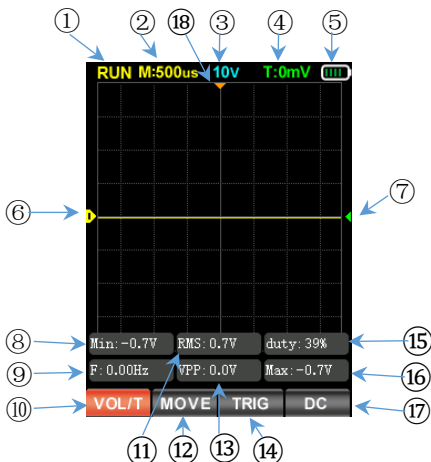 ① ② ⑱ ③ ④ ⑤
RUN M:500us 10V T:0mV
⑥ 1 ⑦
⑧ Min:-0.7V RMS:0.7V duty:39% ⑮
⑨ F:0.00Hz VPP:0.0V Max:-0.7V ⑯
⑩ VOL/T MOVE TRIG DC ⑰
⑪ ⑫ ⑬ ⑭